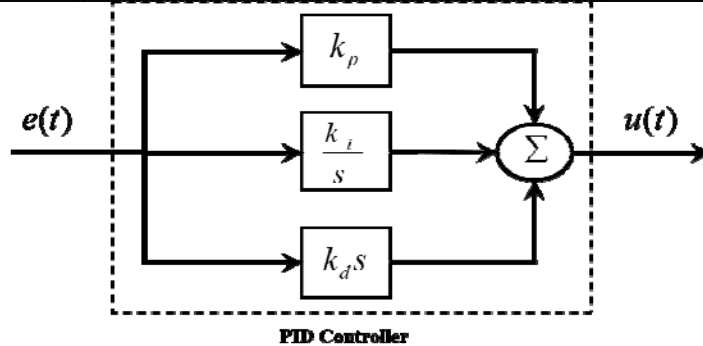 k_p
e(t)
k_i
s
Σ
u(t)
k_d s
PID Controller